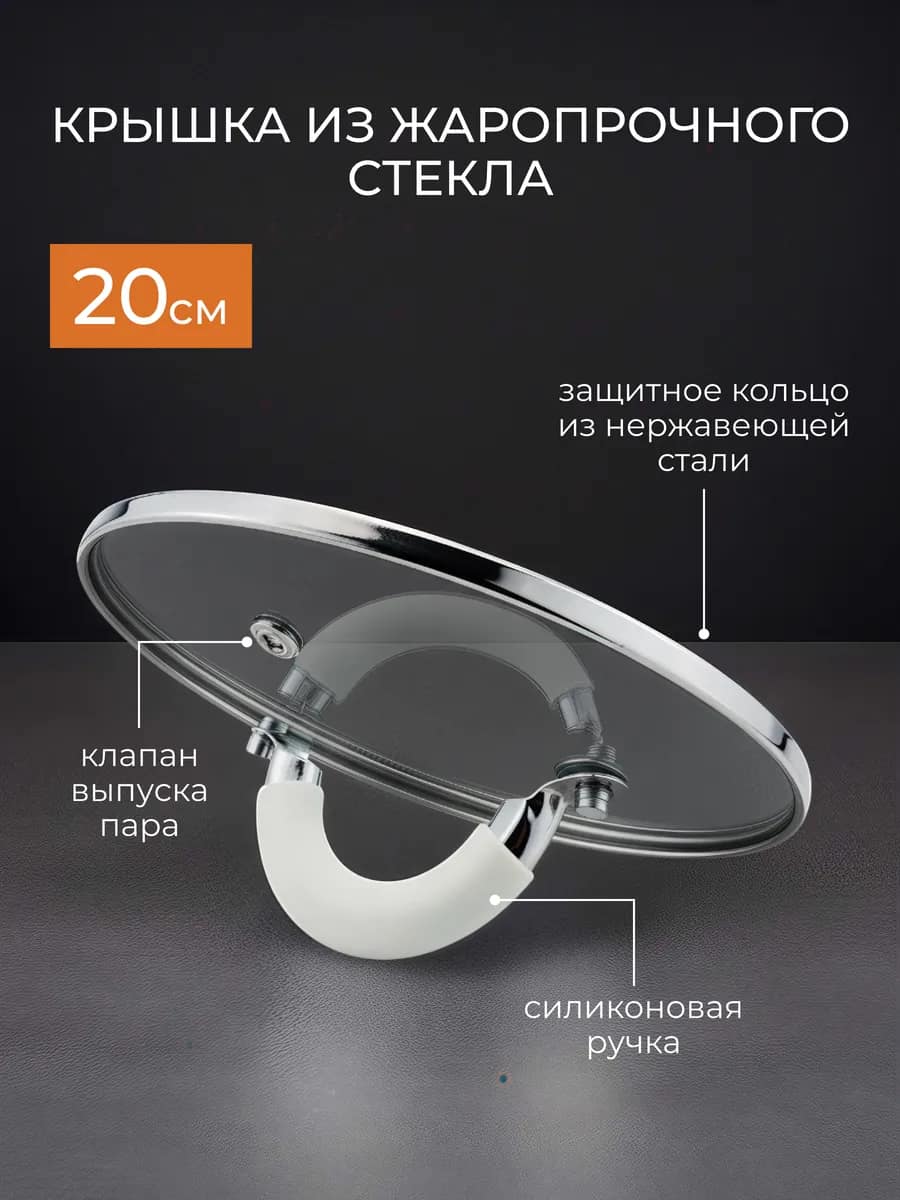 КРЫШКА ИЗ ЖАРОПРОЧНОГО
СТЕКЛА
20см
защитное кольцо
из нержавеющей
стали
клапан
выпуска
пара
силиконовая
ручка